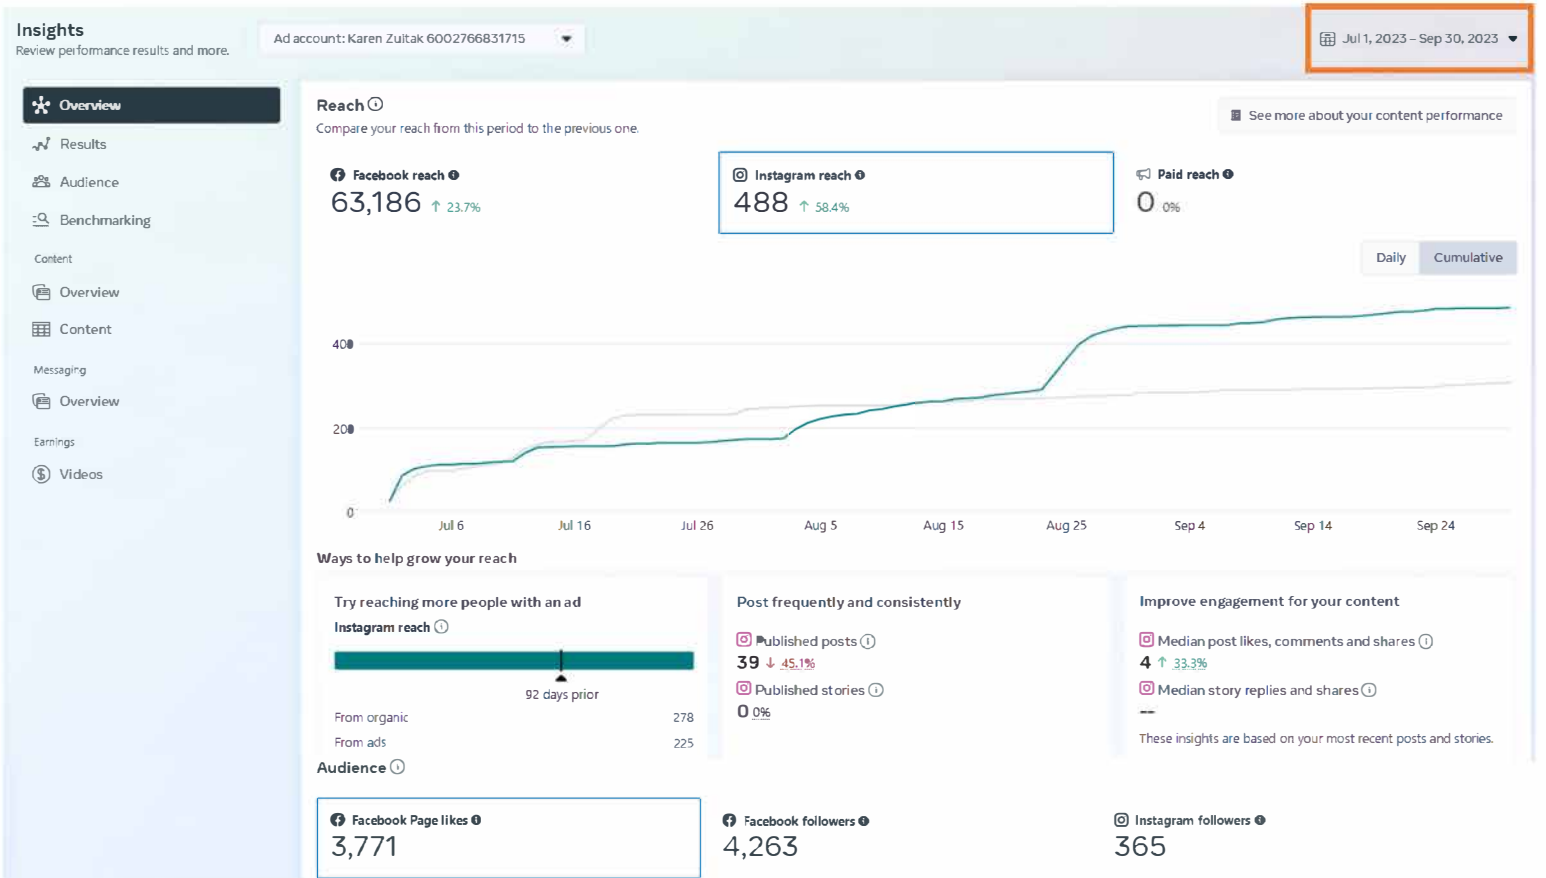 Insights
Review performance results and more.
Ad account: Karen Zultak 6002766831715
Jul 1, 2023 – Sep 30, 2023
Overview
Results
Audience
Benchmarking
Content
Overview
Content
Messaging
Overview
Earnings
Videos
Reach
Compare your reach from this period to the previous one.
See more about your content performance
Facebook reach
63,186 ↑ 23.7%
Instagram reach
488 ↑ 58.4%
Paid reach
0 0%
Daily Cumulative
400
200
0
Jul 6 Jul 16 Jul 26 Aug 5 Aug 15 Aug 25 Sep 4 Sep 14 Sep 24
Ways to help grow your reach
Try reaching more people with an ad
Instagram reach
92 days prior
From organic 278
From ads 225
Post frequently and consistently
Published posts
39 ↓ 45.1%
Published stories
0 0%
Improve engagement for your content
Median post likes, comments and shares
4 ↑ 33.3%
Median story replies and shares
--
These insights are based on your most recent posts and stories.
Audience
Facebook Page likes
3,771
Facebook followers
4,263
Instagram followers
365